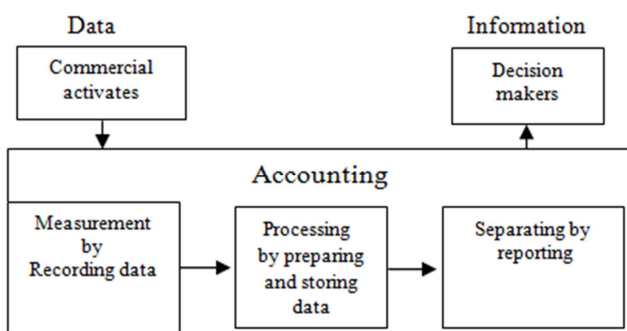 Data
Information
Commercial
activates
Decision
makers
Accounting
Measurement
by
Recording data
Processing
by preparing
and storing
data
Separating by
reporting